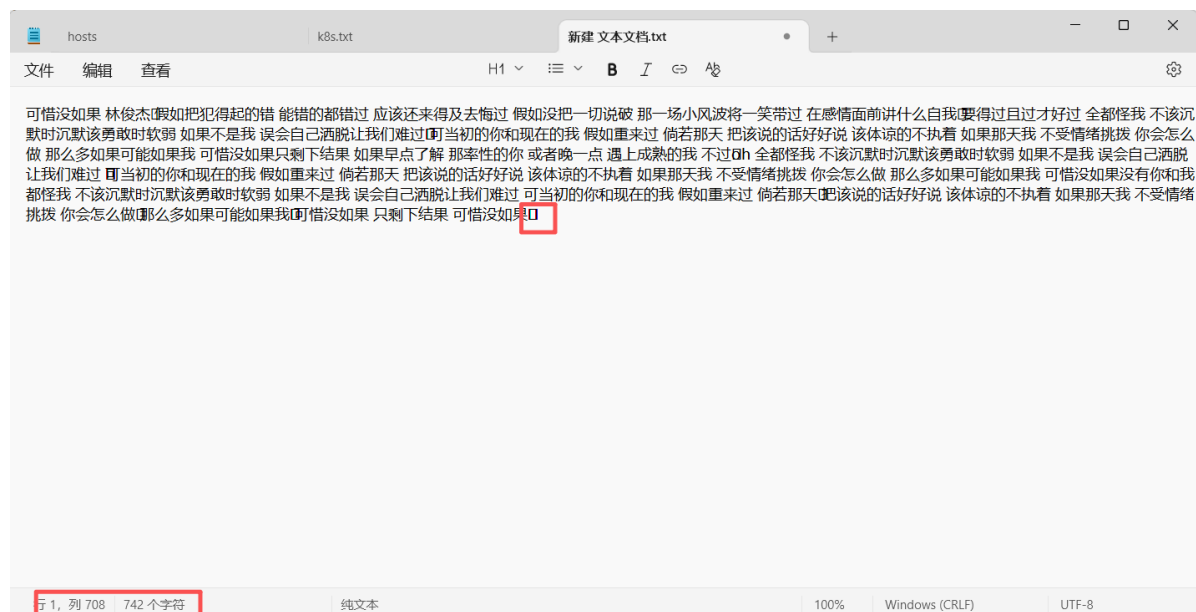 hosts
k8s.txt
新建 文本文档.txt
文件 编辑 查看
H1
B I
可惜没如果 林俊杰假如把犯得起的错 能错的都错过 应该还来得及去悔过 假如没把一切说破 那一场小风波将一笑带过 在感情面前讲什么自我要得过且过才好过 全都怪我 不该沉
默时沉默该勇敢时软弱 如果不是我 误会自己洒脱让我们难过可当初的你和现在的我 假如重来过 倘若那天 把该说的话好好说 该体谅的不执着 如果那天我 不受情绪挑拨 你会怎么
做 那么多如果可能如果我 可惜没如果只剩下结果 如果早点了解 那率性的你 或者晚一点 遇上成熟的我 不过 全都怪我 不该沉默时沉默该勇敢时软弱 如果不是我 误会自己洒脱
让我们难过 可当初的你和现在的我 假如重来过 倘若那天 把该说的话好好说 该体谅的不执着 如果那天我 不受情绪挑拨 你会怎么做 那么多如果可能如果我 可惜没如果没有你和我
都怪我 不该沉默时沉默该勇敢时软弱 如果不是我 误会自己洒脱让我们难过 可当初的你和现在的我 假如重来过 倘若那天把该说的话好好说 该体谅的不执着 如果那天我 不受情绪
挑拨 你会怎么做那么多如果可能如果我可惜没如果 只剩下结果 可惜没如果
行 1, 列 708 742 个字符 纯文本 100% Windows (CRLF) UTF-8